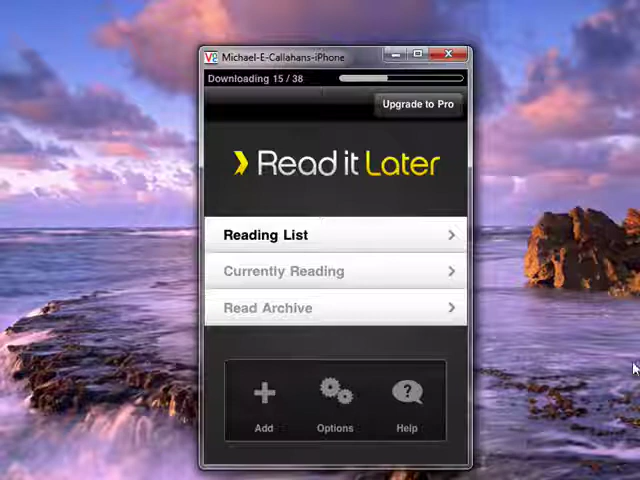 Michael-E-Callahans-iPhone
Downloading 15 / 38
Upgrade to Pro
Read it Later
Reading List
Currently Reading
Read Archive
Add Options Help